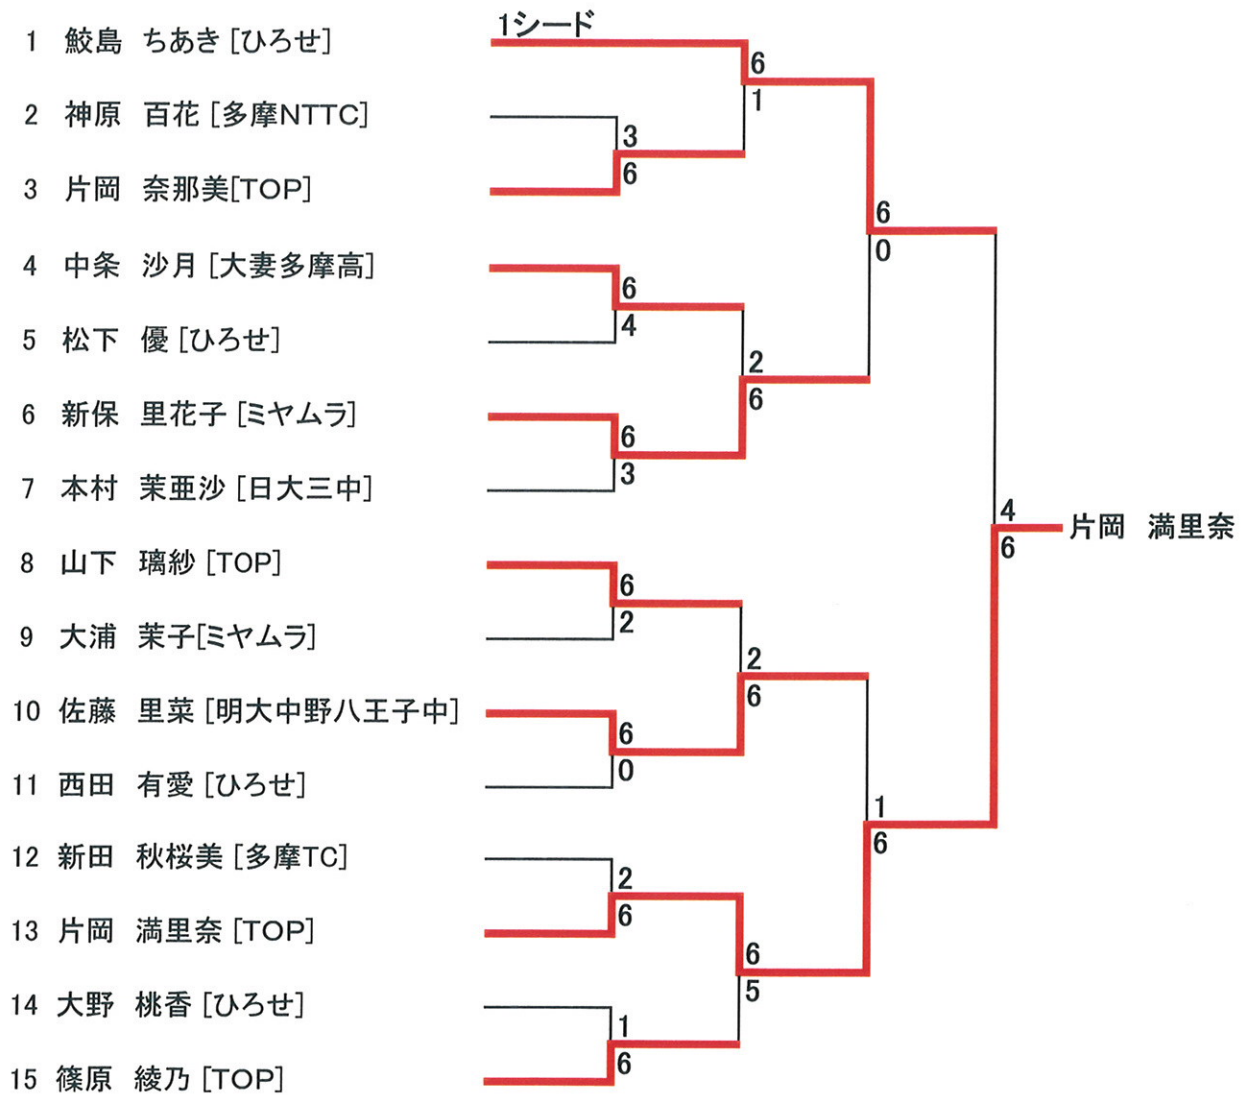 1シード
1 鮫島 ちあき [ひろせ]
6
1
2 神原 百花 [多摩NTTC]
3
6
3 片岡 奈那美[TOP]
6
0
4 中条 沙月 [大妻多摩高]
6
4
5 松下 優 [ひろせ]
2
6
6 新保 里花子 [ミヤムラ]
6
3
7 本村 茉亜沙 [日大三中]
4
6
片岡 満里奈
8 山下 璃紗 [TOP]
6
2
9 大浦 茉子[ミヤムラ]
2
6
10 佐藤 里菜 [明大中野八王子中]
6
0
11 西田 有愛 [ひろせ]
1
6
12 新田 秋桜美 [多摩TC]
2
6
13 片岡 満里奈 [TOP]
6
5
14 大野 桃香 [ひろせ]
1
6
15 篠原 綾乃 [TOP]